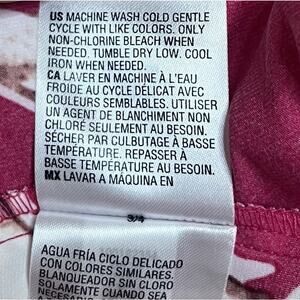 US MACHINE WASH COLD GENTLE
CYCLE WITH LIKE COLORS. ONLY
NON-CHLORINE BLEACH WHEN
NEEDED. TUMBLE DRY LOW. COOL
IRON WHEN NEEDED.
CA LAVER EN MACHINE À L'EAU
FROIDE AU CYCLE DÉLICAT AVEC
COULEURS SEMBLABLES. UTILISER
UN AGENT DE BLANCHIMENT NON
CHLORÉ SEULEMENT AU BESOIN.
SÉCHER PAR CULBUTAGE À BASSE
TEMPÉRATURE. REPASSER À
BASSE TEMPÉRATURE AU BESOIN.
MX LAVAR A MÁQUINA EN
3/4
AGUA FRÍA CICLO DELICADO
CON COLORES SIMILARES.
BLANQUEADOR SIN CLORO
SOLAMENTE CUANDO SEA